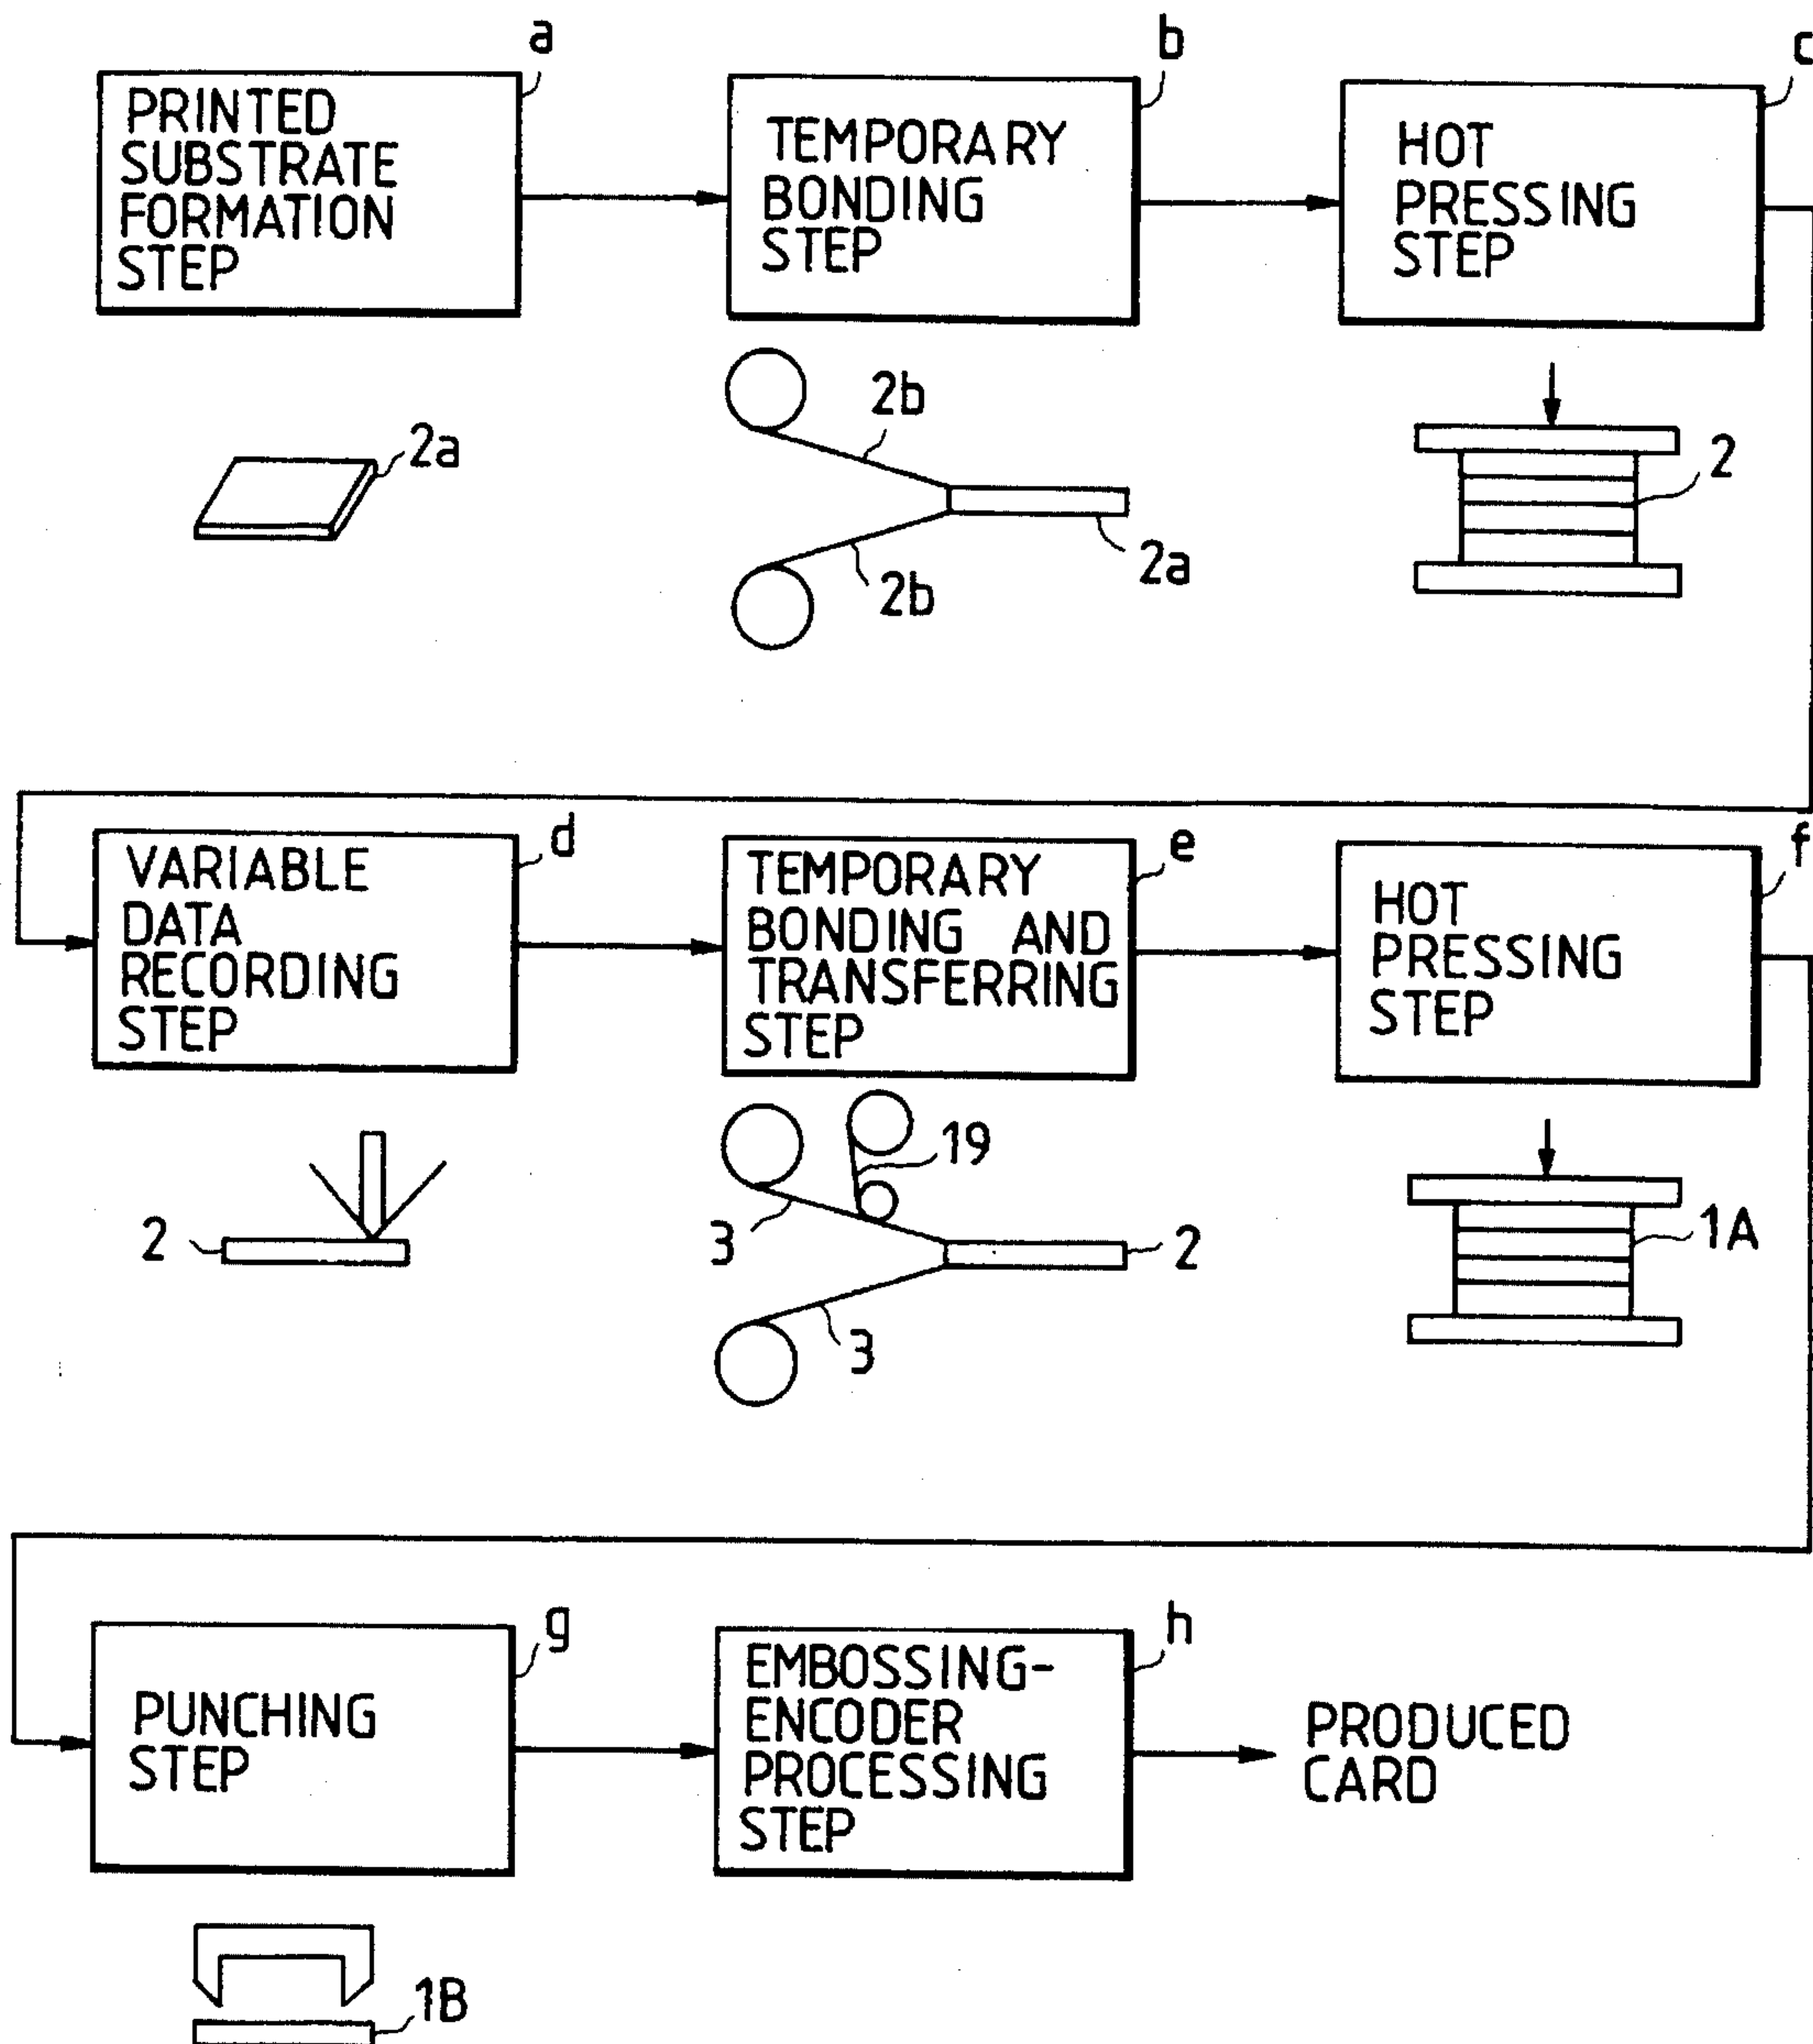 a
PRINTED
SUBSTRATE
FORMATION
STEP
b
TEMPORARY
BONDING
STEP
c
HOT
PRESSING
STEP
2a
2b
2b
2a
2
d
VARIABLE
DATA
RECORDING
STEP
e
TEMPORARY
BONDING AND
TRANSFERRING
STEP
f
HOT
PRESSING
STEP
2
19
3
3
2
1A
g
PUNCHING
STEP
h
EMBOSSING-
ENCODER
PROCESSING
STEP
PRODUCED
CARD
1B